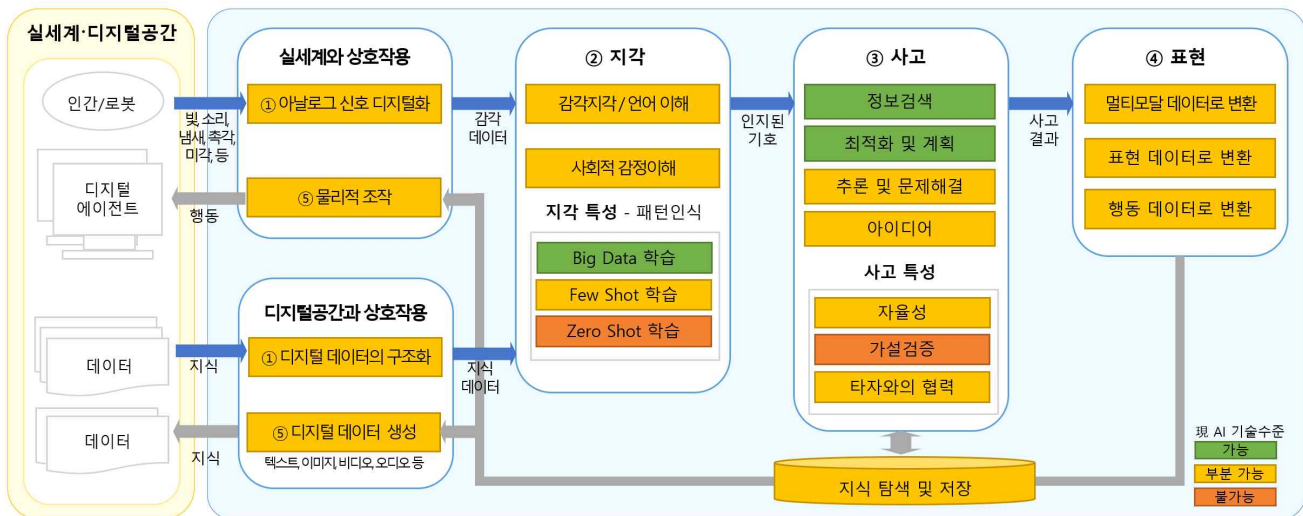 실세계·디지털공간
인간/로봇
디지털
에이전트
데이터
데이터
빛, 소리,
냄새, 촉각,
미각, 등
행동
지식
지식
실세계와 상호작용
① 아날로그 신호 디지털화
⑤ 물리적 조작
디지털공간과 상호작용
① 디지털 데이터의 구조화
⑤ 디지털 데이터 생성
텍스트, 이미지, 비디오, 오디오 등
감각
데이터
지식
데이터
② 지각
감각지각 / 언어 이해
사회적 감정이해
지각 특성 - 패턴인식
Big Data 학습
Few Shot 학습
Zero Shot 학습
인지된
기호
③ 사고
정보검색
최적화 및 계획
추론 및 문제해결
아이디어
사고 특성
자율성
가설검증
타자와의 협력
지식 탐색 및 저장
사고
결과
④ 표현
멀티모달 데이터로 변환
표현 데이터로 변환
행동 데이터로 변환
現 AI 기술수준
가능
부분 가능
불가능